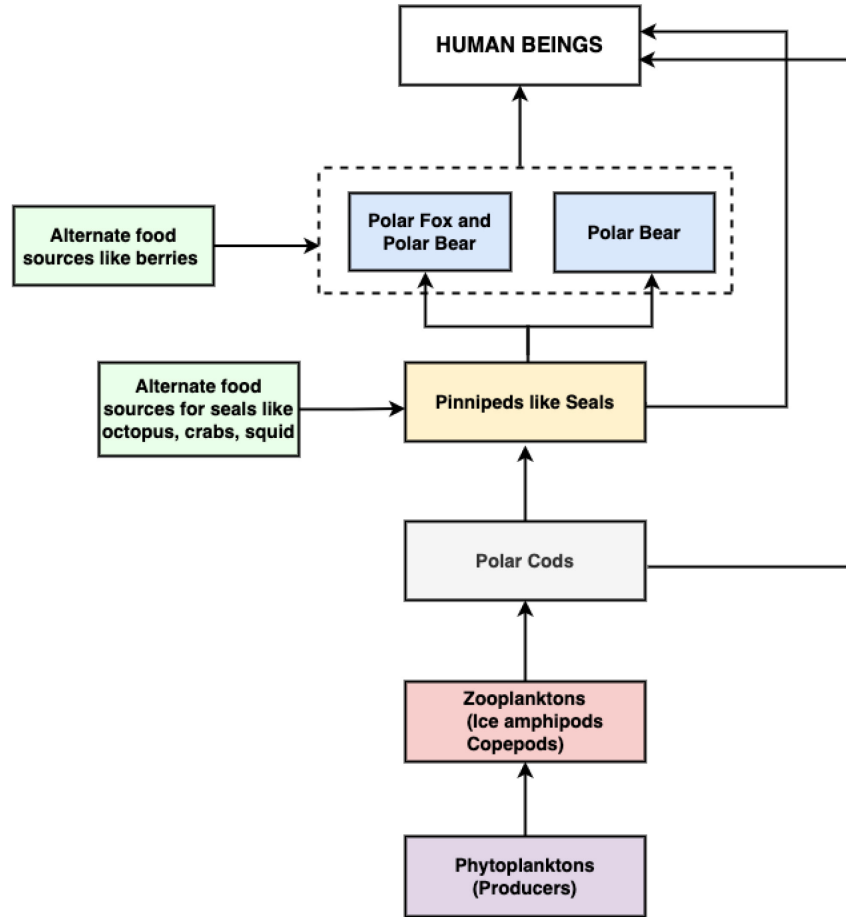 HUMAN BEINGS
Polar Fox and
Polar Bear
Polar Bear
Alternate food
sources like berries
Alternate food
sources for seals like
octopus, crabs, squid
Pinnipeds like Seals
Polar Cods
Zooplanktons
(Ice amphipods
Copepods)
Phytoplanktons
(Producers)